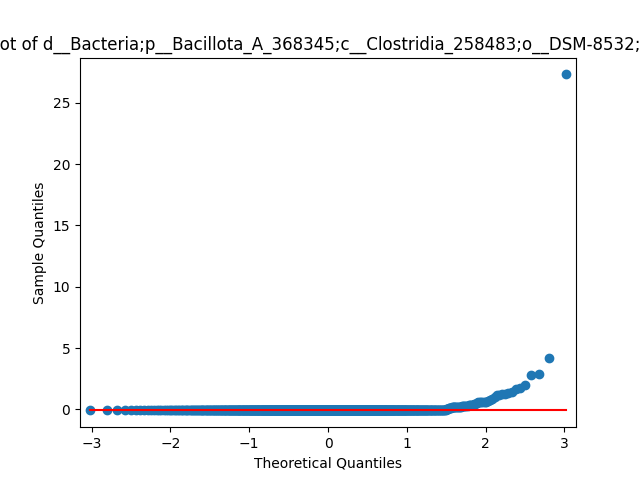 ot of d__Bacteria;p__Bacillota_A_368345;c__Clostridia_258483;o__DSM-8532;
25
20
15
10
5
0
Sample Quantiles
−3 −2 −1 0 1 2 3
Theoretical Quantiles